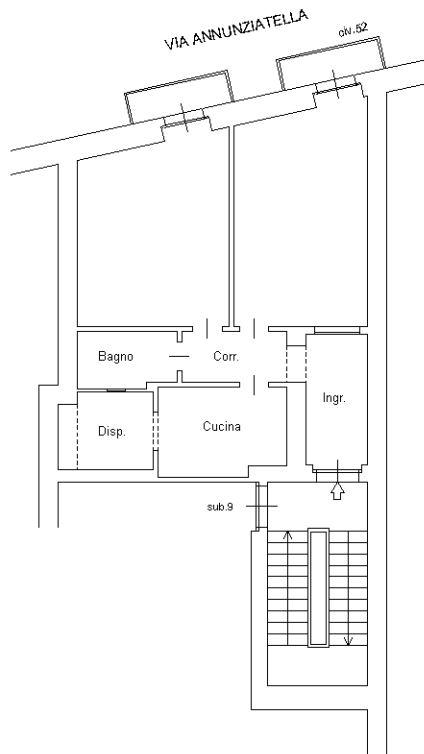 VIA ANNUNZIATELLA
civ.52
Bagno
Corr.
Ingr.
Disp.
Cucina
sub.9